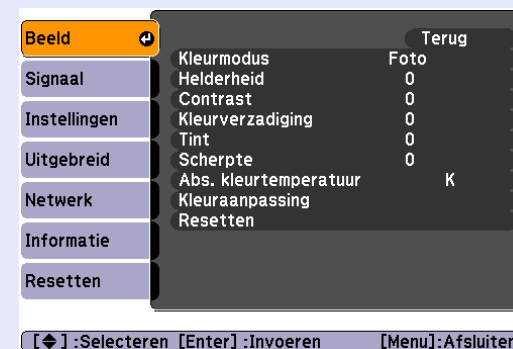 Beeld
Signaal
Instellingen
Uitgebreid
Netwerk
Informatie
Resetten
Terug
Kleurmodus Foto
Helderheid 0
Contrast 0
Kleurverzadiging 0
Tint 0
Scherpte 0
Abs. kleurtemperatuur K
Kleuraanpassing
Resetten
[◆] :Selecteren [Enter] :Invoeren [Menu]:Afsluiten